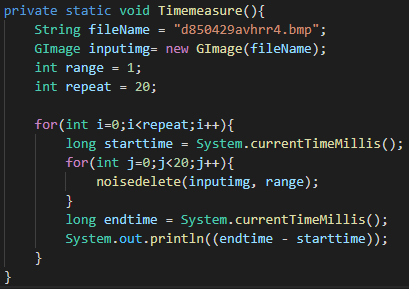 private static void Timemeasure(){
    String fileName = "d850429avhrr4.bmp";
    GImage inputimg= new GImage(fileName);
    int range = 1;
    int repeat = 20;

    for(int i=0;i<repeat;i++){
        long starttime = System.currentTimeMillis();
        for(int j=0;j<20;j++){
            noisedelete(inputimg, range);
        }
        long endtime = System.currentTimeMillis();
        System.out.println((endtime - starttime));
    }
}